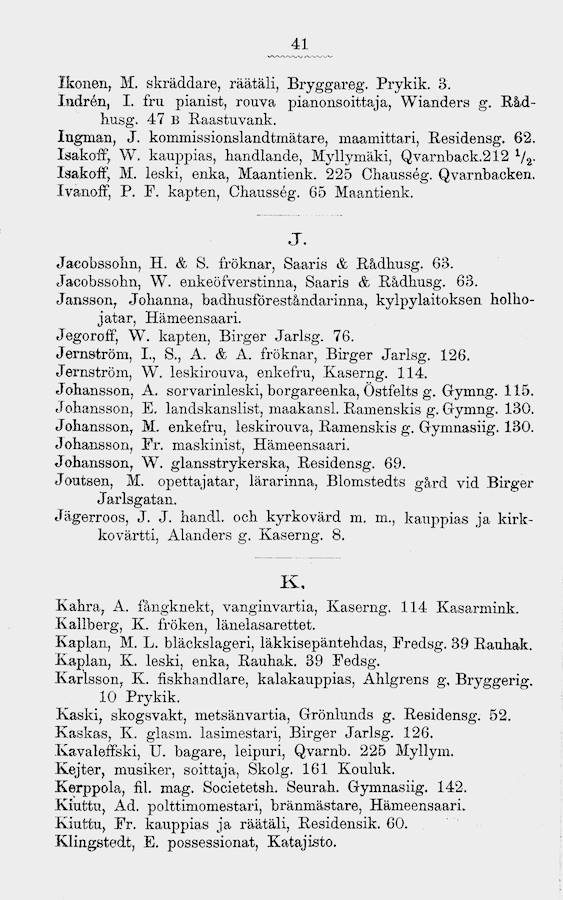 41
Ikonen, M. skräddare, räätäli, Bryggareg. Prykik. 3.
Indrén, I. fru pianist, rouva pianonsoittaja, Wianders g. Råd-
husg. 47 B Raastuvank.
Ingman, J. kommissionslandtmätare, maamittari, Residensg. 62.
Isakoff, W. kauppias, handlande, Myllymäki, Qvarnback.212 ½.
Isakoff, M. leski, enka, Maantienk. 225 Chausség. Qvarnbacken.
Ivanoff, P. F. kapten, Chausség. 65 Maantienk.
J.
Jacobssohn, H. & S. fröknar, Saaris & Rådhusg. 63.
Jacobssohn, W. enkeöfverstinna, Saaris & Rådhusg. 63.
Jansson, Johanna, badhusföreståndarinna, kylpylaitoksen holho-
jatar, Hämeensaari.
Jegoroff, W. kapten, Birger Jarlsg. 76.
Jernström, I., S., A. & A. fröknar, Birger Jarlsg. 126.
Jernström, W. leskirouva, enkefru, Kaserng. 114.
Johansson, A. sorvarinleski, borgareenka, Östfelts g. Gymng. 115.
Johansson, E. landskanslist, maakansl. Ramenskis g. Gymng. 130.
Johansson, M. enkefru, leskirouva, Ramenskis g. Gymnasiig. 130.
Johansson, Fr. maskinist, Hämeensaari.
Johansson, W. glansstrykerska, Residensg. 69.
Joutsen, M. opettajatar, lärarinna, Blomstedts gård vid Birger
Jarlsgatan.
Jägerroos, J. J. handl. och kyrkovärd m. m., kauppias ja kirk-
kovärtti, Alanders g. Kaserng. 8.
K.
Kahra, A. fångknekt, vanginvartia, Kaserng. 114 Kasarmink.
Kallberg, K. fröken, länelasarettet.
Kaplan, M. L. bläckslageri, läkkisepäntehdas, Fredsg. 39 Rauhak.
Kaplan, K. leski, enka, Rauhak. 39 Fedsg.
Karlsson, K. fiskhandlare, kalakauppias, Ahlgrens g. Bryggerig.
10 Prykik.
Kaski, skogsvakt, metsänvartia, Grönlunds g. Residensg. 52.
Kaskas, K. glasm. lasimestari, Birger Jarlsg. 126.
Kavaleffski, U. bagare, leipuri, Qvarnb. 225 Myllym.
Kejter, musiker, soittaja, Skolg. 161 Kouluk.
Kerppola, fil. mag. Societetsh. Seurah. Gymnasiig. 142.
Kiuttu, Ad. polttimomestari, bränmästare, Hämeensaari.
Kiuttu, Fr. kauppias ja räätäli, Residensik. 60.
Klingstedt, E. possessionat, Katajisto.